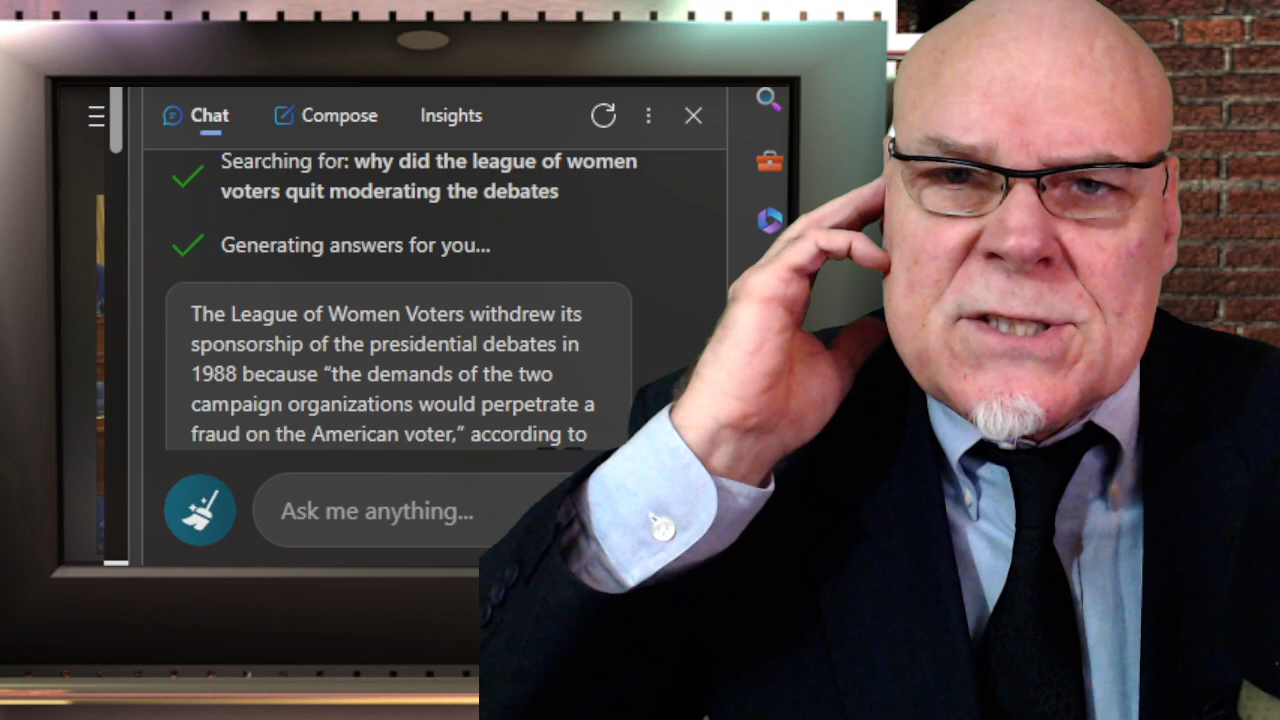 Chat Compose Insights
Searching for: why did the league of women
voters quit moderating the debates
Generating answers for you...
The League of Women Voters withdrew its
sponsorship of the presidential debates in
1988 because “the demands of the two
campaign organizations would perpetrate a
fraud on the American voter,” according to
Ask me anything...